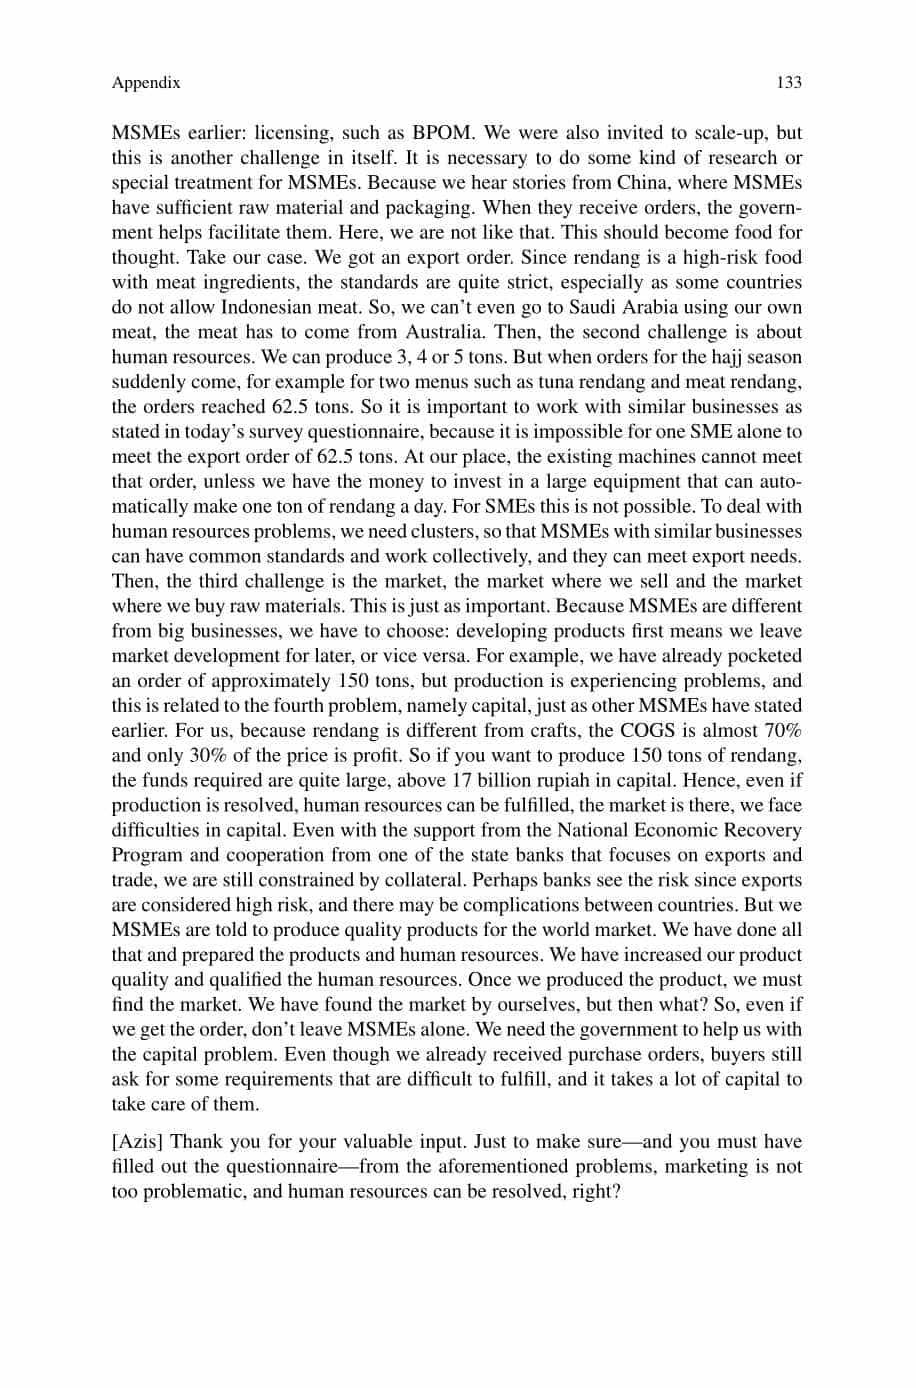 Appendix 133
MSMEs earlier: licensing, such as BPOM. We were also invited to scale-up, but
this is another challenge in itself. It is necessary to do some kind of research or
special treatment for MSMEs. Because we hear stories from China, where MSMEs
have sufficient raw material and packaging. When they receive orders, the govern-
ment helps facilitate them. Here, we are not like that. This should become food for
thought. Take our case. We got an export order. Since rendang is a high-risk food
with meat ingredients, the standards are quite strict, especially as some countries
do not allow Indonesian meat. So, we can’t even go to Saudi Arabia using our own
meat, the meat has to come from Australia. Then, the second challenge is about
human resources. We can produce 3, 4 or 5 tons. But when orders for the hajj season
suddenly come, for example for two menus such as tuna rendang and meat rendang,
the orders reached 62.5 tons. So it is important to work with similar businesses as
stated in today’s survey questionnaire, because it is impossible for one SME alone to
meet the export order of 62.5 tons. At our place, the existing machines cannot meet
that order, unless we have the money to invest in a large equipment that can auto-
matically make one ton of rendang a day. For SMEs this is not possible. To deal with
human resources problems, we need clusters, so that MSMEs with similar businesses
can have common standards and work collectively, and they can meet export needs.
Then, the third challenge is the market, the market where we sell and the market
where we buy raw materials. This is just as important. Because MSMEs are different
from big businesses, we have to choose: developing products first means we leave
market development for later, or vice versa. For example, we have already pocketed
an order of approximately 150 tons, but production is experiencing problems, and
this is related to the fourth problem, namely capital, just as other MSMEs have stated
earlier. For us, because rendang is different from crafts, the COGS is almost 70%
and only 30% of the price is profit. So if you want to produce 150 tons of rendang,
the funds required are quite large, above 17 billion rupiah in capital. Hence, even if
production is resolved, human resources can be fulfilled, the market is there, we face
difficulties in capital. Even with the support from the National Economic Recovery
Program and cooperation from one of the state banks that focuses on exports and
trade, we are still constrained by collateral. Perhaps banks see the risk since exports
are considered high risk, and there may be complications between countries. But we
MSMEs are told to produce quality products for the world market. We have done all
that and prepared the products and human resources. We have increased our product
quality and qualified the human resources. Once we produced the product, we must
find the market. We have found the market by ourselves, but then what? So, even if
we get the order, don’t leave MSMEs alone. We need the government to help us with
the capital problem. Even though we already received purchase orders, buyers still
ask for some requirements that are difficult to fulfill, and it takes a lot of capital to
take care of them.
[Azis] Thank you for your valuable input. Just to make sure—and you must have
filled out the questionnaire—from the aforementioned problems, marketing is not
too problematic, and human resources can be resolved, right?